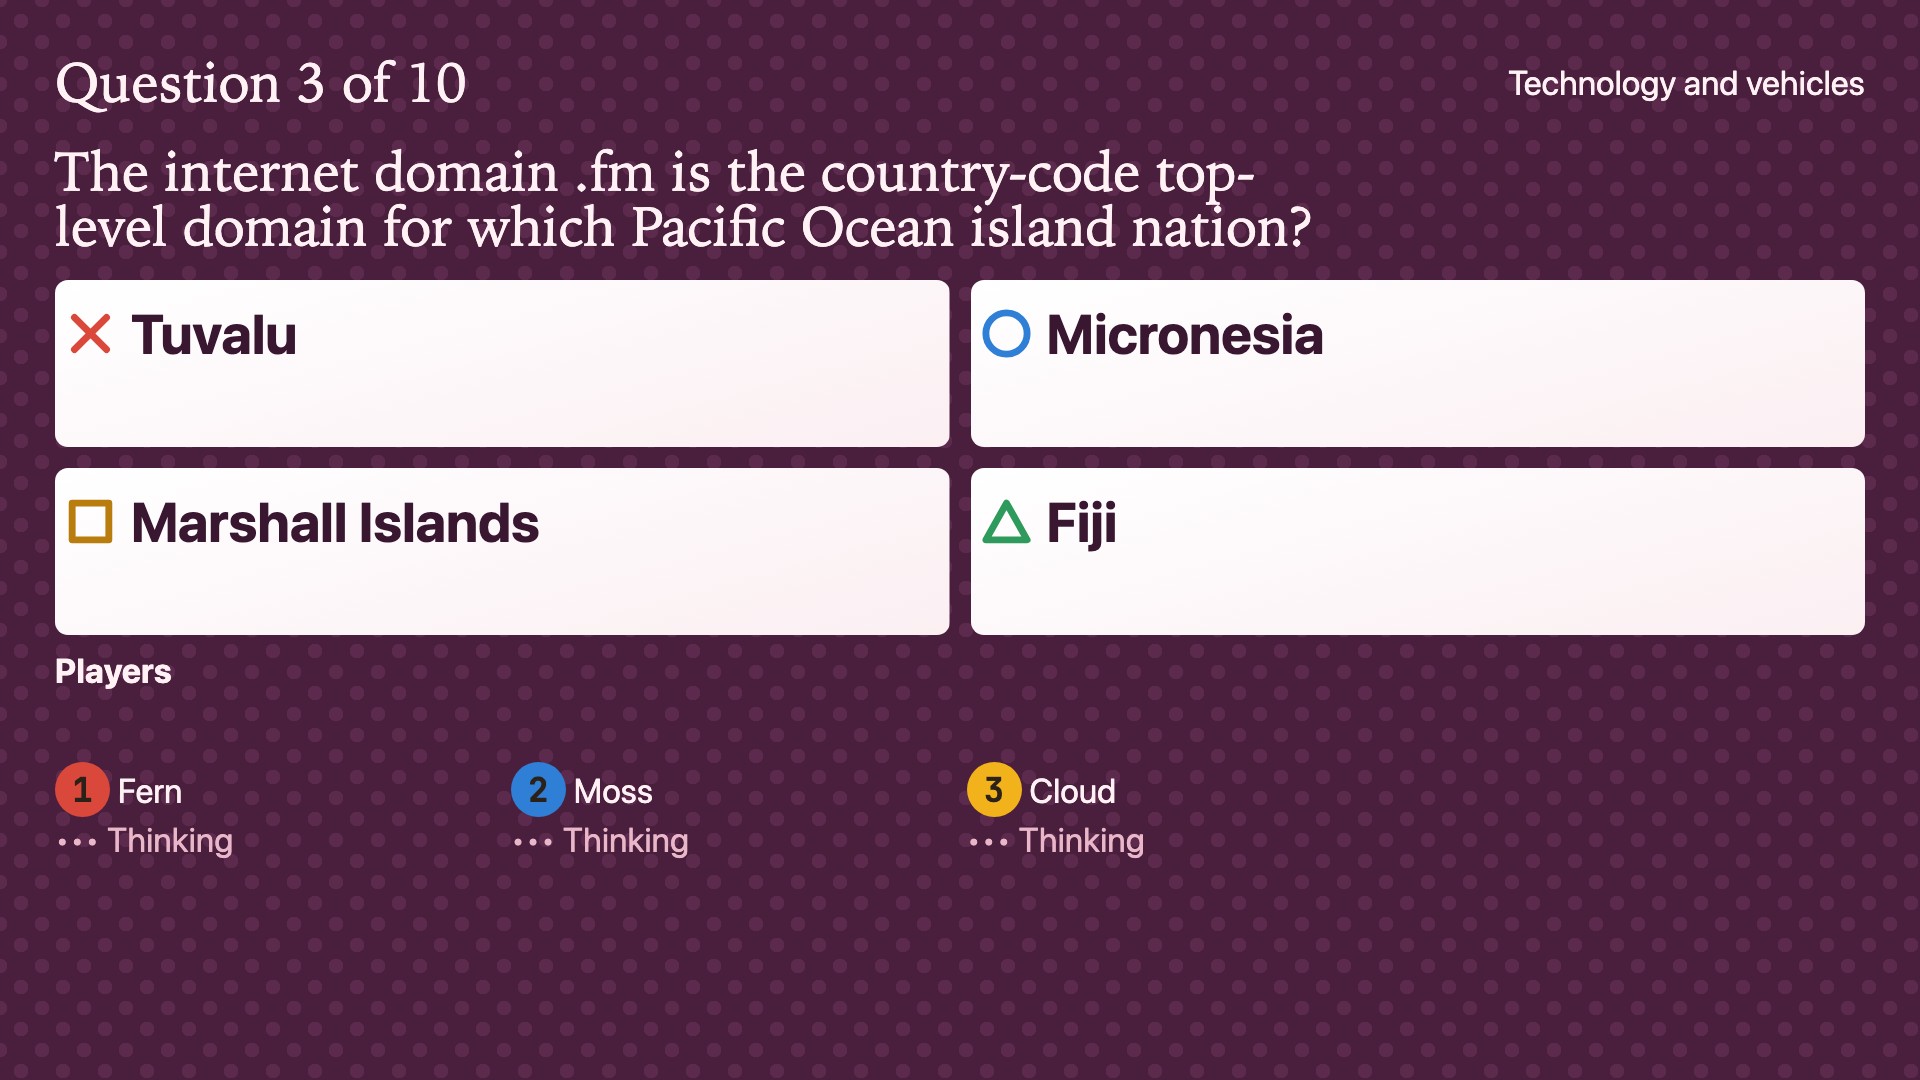 Question 3 of 10
Technology and vehicles
The internet domain .fm is the country-code top-
level domain for which Pacific Ocean island nation?
Tuvalu
Micronesia
Marshall Islands
Fiji
Players
1 Fern
... Thinking
2 Moss
... Thinking
3 Cloud
... Thinking